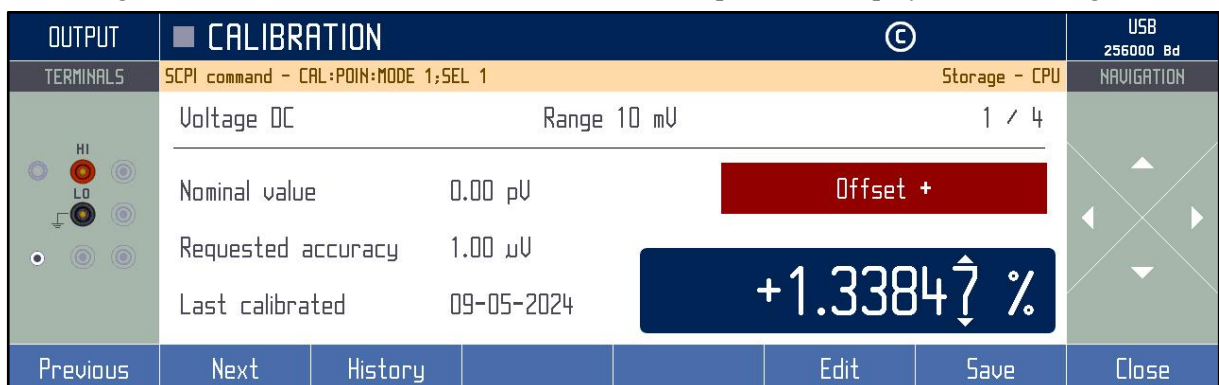 OUTPUT
CALIBRATION
©
USB
256000 Bd
TERMINALS
SCPI command - CAL:POIN:MODE 1;SEL 1
Storage - CPU
NAVIGATION
Voltage DC
Range 10 mV
1 / 4
HI
LO
Nominal value
0.00 pV
Offset +
Requested accuracy
1.00 µV
Last calibrated
09-05-2024
+1.33847 %
Previous
Next
History
Edit
Save
Close